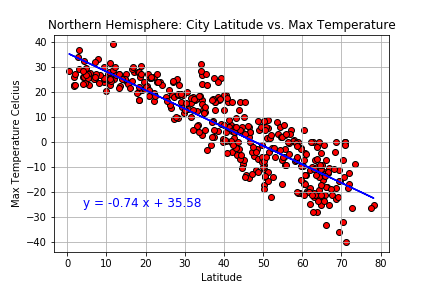 Northern Hemisphere: City Latitude vs. Max Temperature
Max Temperature Celcius
40
30
20
10
0
−10
−20
−30
−40
y = -0.74 x + 35.58
0 10 20 30 40 50 60 70 80
Latitude